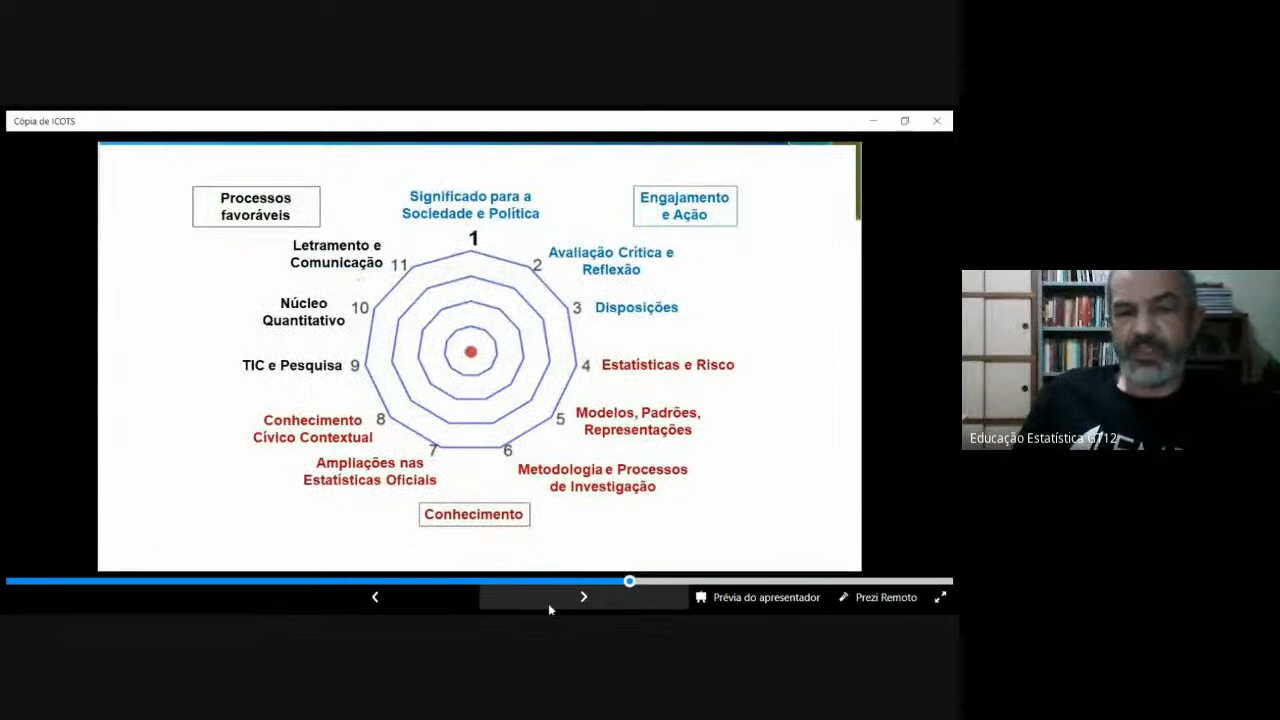 Cópia de ICOTS
Processos
favoráveis
Significado para a
Sociedade e Política
Engajamento
e Ação
1
Letramento e
Comunicação
11
2
Avaliação Crítica e
Reflexão
Núcleo
Quantitativo
10
3
Disposições
TIC e Pesquisa
9
4
Estatísticas e Risco
Conhecimento
Cívico Contextual
8
5
Modelos, Padrões,
Representações
7
6
Ampliações nas
Estatísticas Oficiais
Metodologia e Processos
de Investigação
Conhecimento
Prévia do apresentador
Prezi Remoto
Educação Estatística GT12